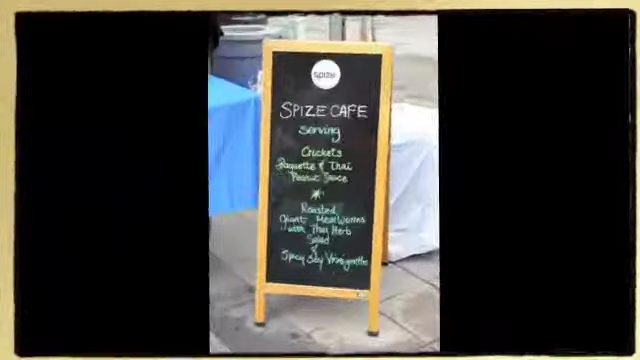 spize
SPIZE CAFE
serving
Crickets
Baguette & Thai
Peanut Sauce
Roasted
Giant Meal Worms
with Thai Herb
Salad
&
Spicy Soy Vinaigrette